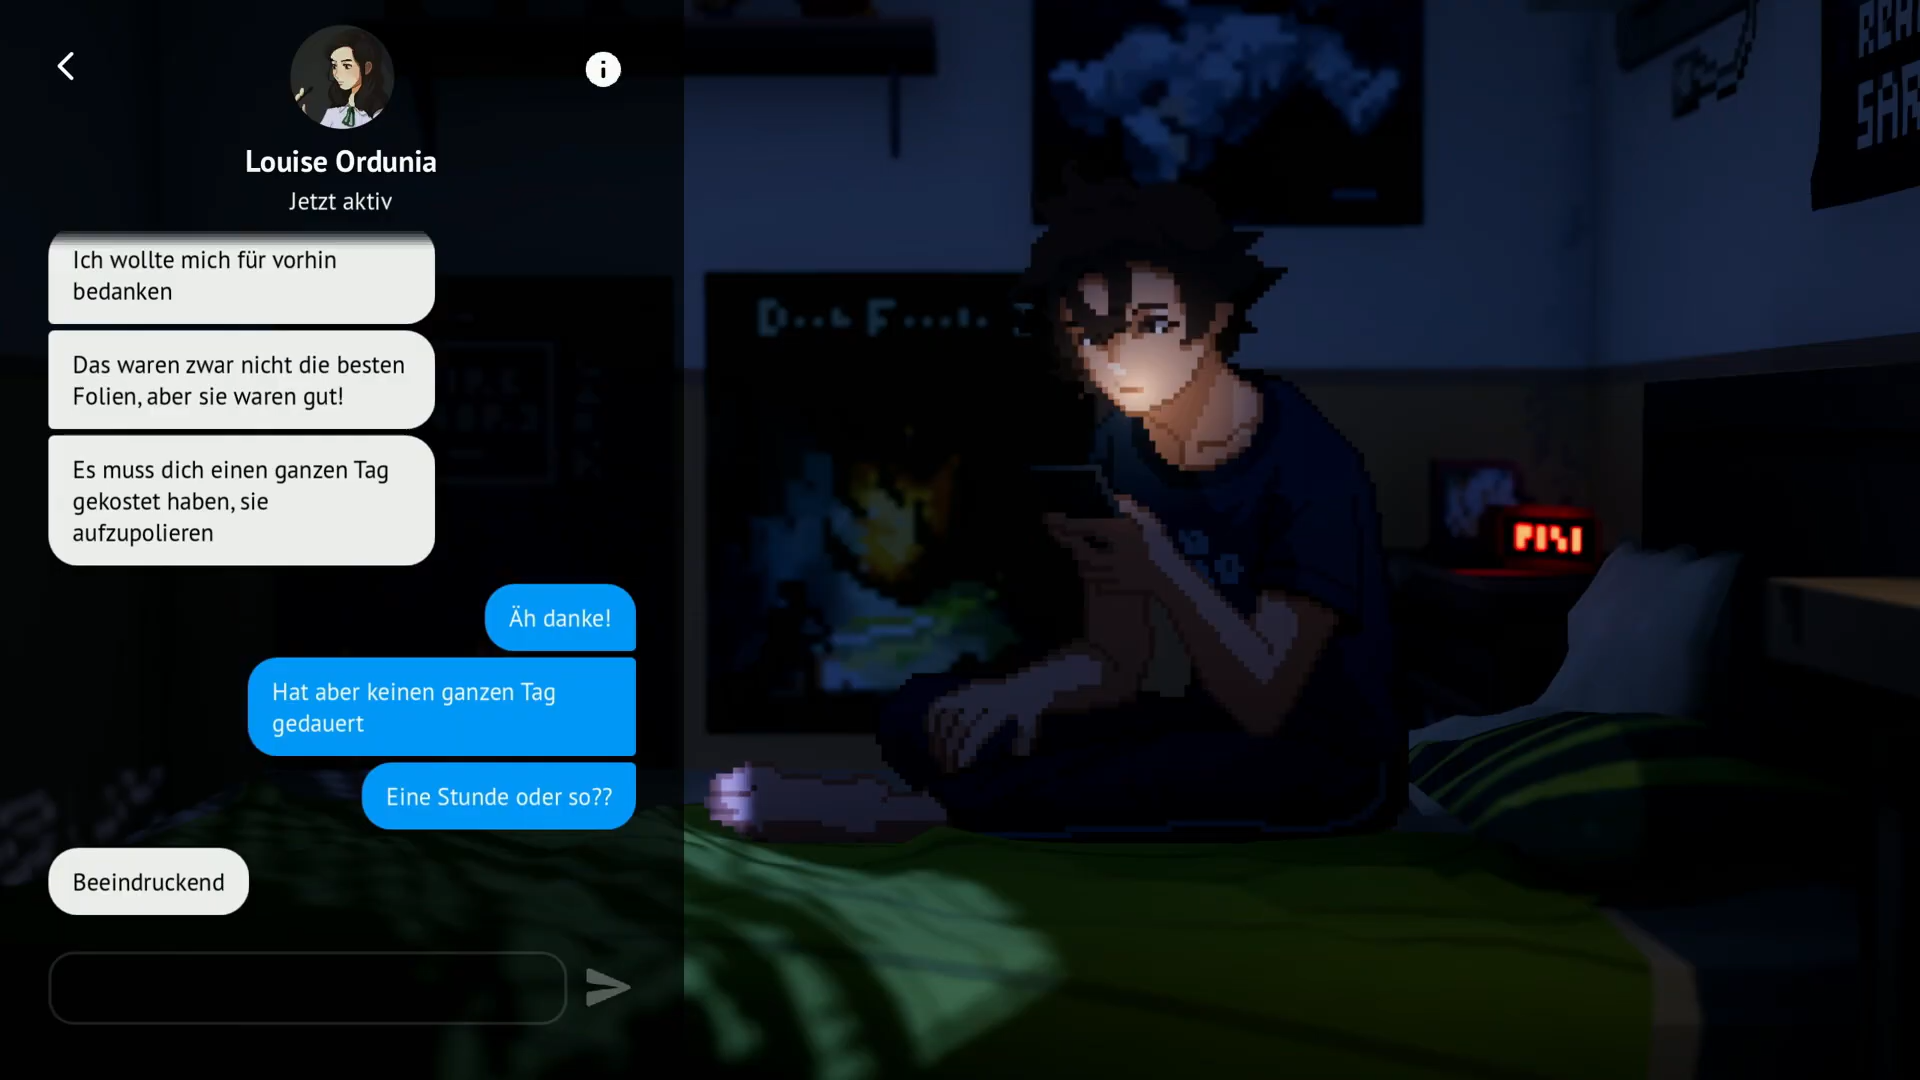 Louise Ordunia
Jetzt aktiv
Ich wollte mich für vorhin
bedanken
Das waren zwar nicht die besten
Folien, aber sie waren gut!
Es muss dich einen ganzen Tag
gekostet haben, sie
aufzupolieren
Äh danke!
Hat aber keinen ganzen Tag
gedauert
Eine Stunde oder so??
Beeindruckend